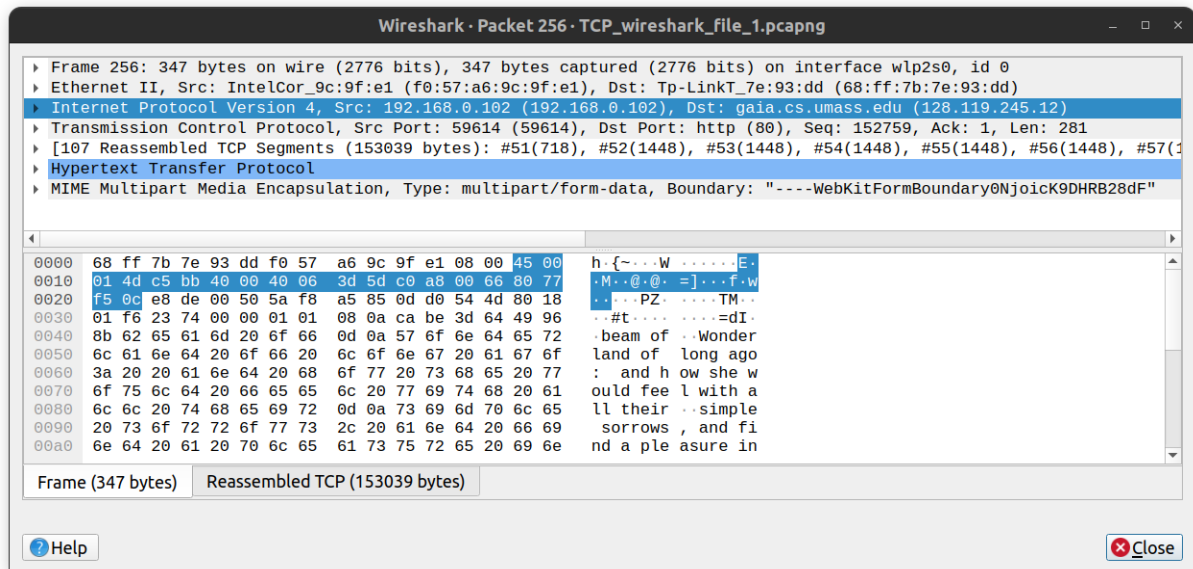 Wireshark · Packet 256 · TCP_wireshark_file_1.pcapng
Frame 256: 347 bytes on wire (2776 bits), 347 bytes captured (2776 bits) on interface wlp2s0, id 0
Ethernet II, Src: IntelCor_9c:9f:e1 (f0:57:a6:9c:9f:e1), Dst: Tp-LinkT_7e:93:dd (68:ff:7b:7e:93:dd)
Internet Protocol Version 4, Src: 192.168.0.102 (192.168.0.102), Dst: gaia.cs.umass.edu (128.119.245.12)
Transmission Control Protocol, Src Port: 59614 (59614), Dst Port: http (80), Seq: 152759, Ack: 1, Len: 281
[107 Reassembled TCP Segments (153039 bytes): #51(718), #52(1448), #53(1448), #54(1448), #55(1448), #56(1448), #57(1
Hypertext Transfer Protocol
MIME Multipart Media Encapsulation, Type: multipart/form-data, Boundary: "----WebKitFormBoundary0NjoicK9DHRB28dF"
0000 68 ff 7b 7e 93 dd f0 57 a6 9c 9f e1 08 00 45 00 h·{~···W ······E·
0010 01 4d c5 bb 40 00 40 06 3d 5d c0 a8 00 66 80 77 ·M··@·@· =]···f·w
0020 f5 0c e8 de 00 50 5a f8 a5 85 0d d0 54 4d 80 18 ·····PZ· ····TM··
0030 01 f6 23 74 00 00 01 01 08 0a ca be 3d 64 49 96 ··#t···· ····=dI·
0040 8b 62 65 61 6d 20 6f 66 0d 0a 57 6f 6e 64 65 72 ·beam of ··Wonder
0050 6c 61 6e 64 20 6f 66 20 6c 6f 6e 67 20 61 67 6f land of long ago
0060 3a 20 20 61 6e 64 20 68 6f 77 20 73 68 65 20 77 : and h ow she w
0070 6f 75 6c 64 20 66 65 65 6c 20 77 69 74 68 20 61 ould fee l with a
0080 6c 6c 20 74 68 65 69 72 0d 0a 73 69 6d 70 6c 65 ll their ··simple
0090 20 73 6f 72 72 6f 77 73 2c 20 61 6e 64 20 66 69 sorrows , and fi
00a0 6e 64 20 61 20 70 6c 65 61 73 75 72 65 20 69 6e nd a ple asure in
Frame (347 bytes) Reassembled TCP (153039 bytes)
Help Close